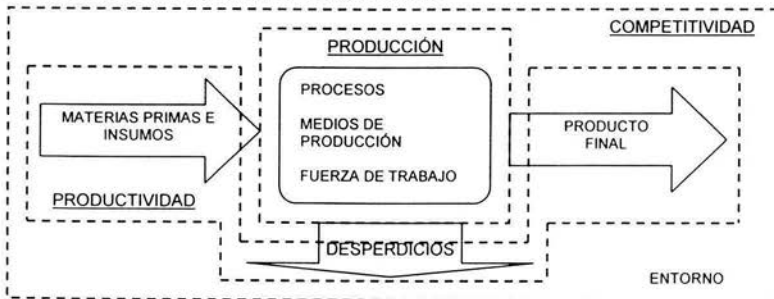 COMPETITIVIDAD
PRODUCCIÓN
PROCESOS
MEDIOS DE
PRODUCCIÓN
FUERZA DE TRABAJO
MATERIAS PRIMAS E
INSUMOS
PRODUCTO
FINAL
PRODUCTIVIDAD
DESPERDICIOS
ENTORNO